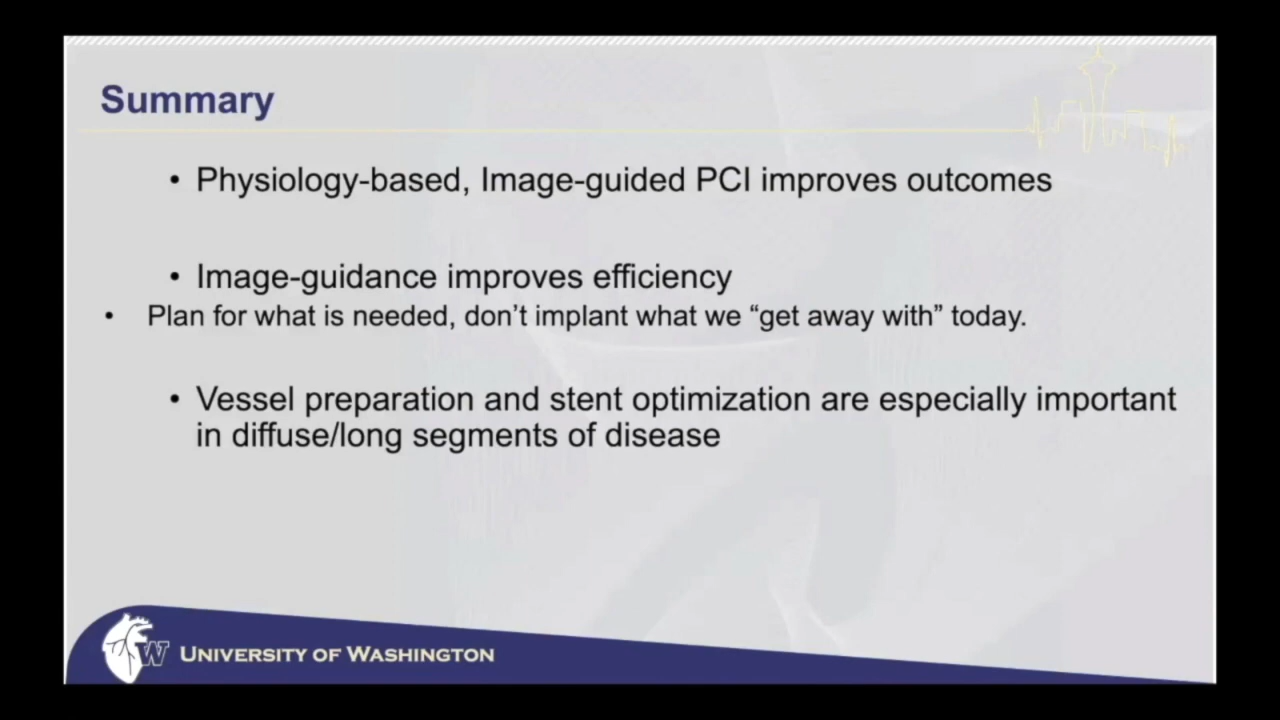 Summary
• Physiology-based, Image-guided PCI improves outcomes
• Image-guidance improves efficiency
• Plan for what is needed, don’t implant what we “get away with” today.
• Vessel preparation and stent optimization are especially important
in diffuse/long segments of disease
W UNIVERSITY OF WASHINGTON